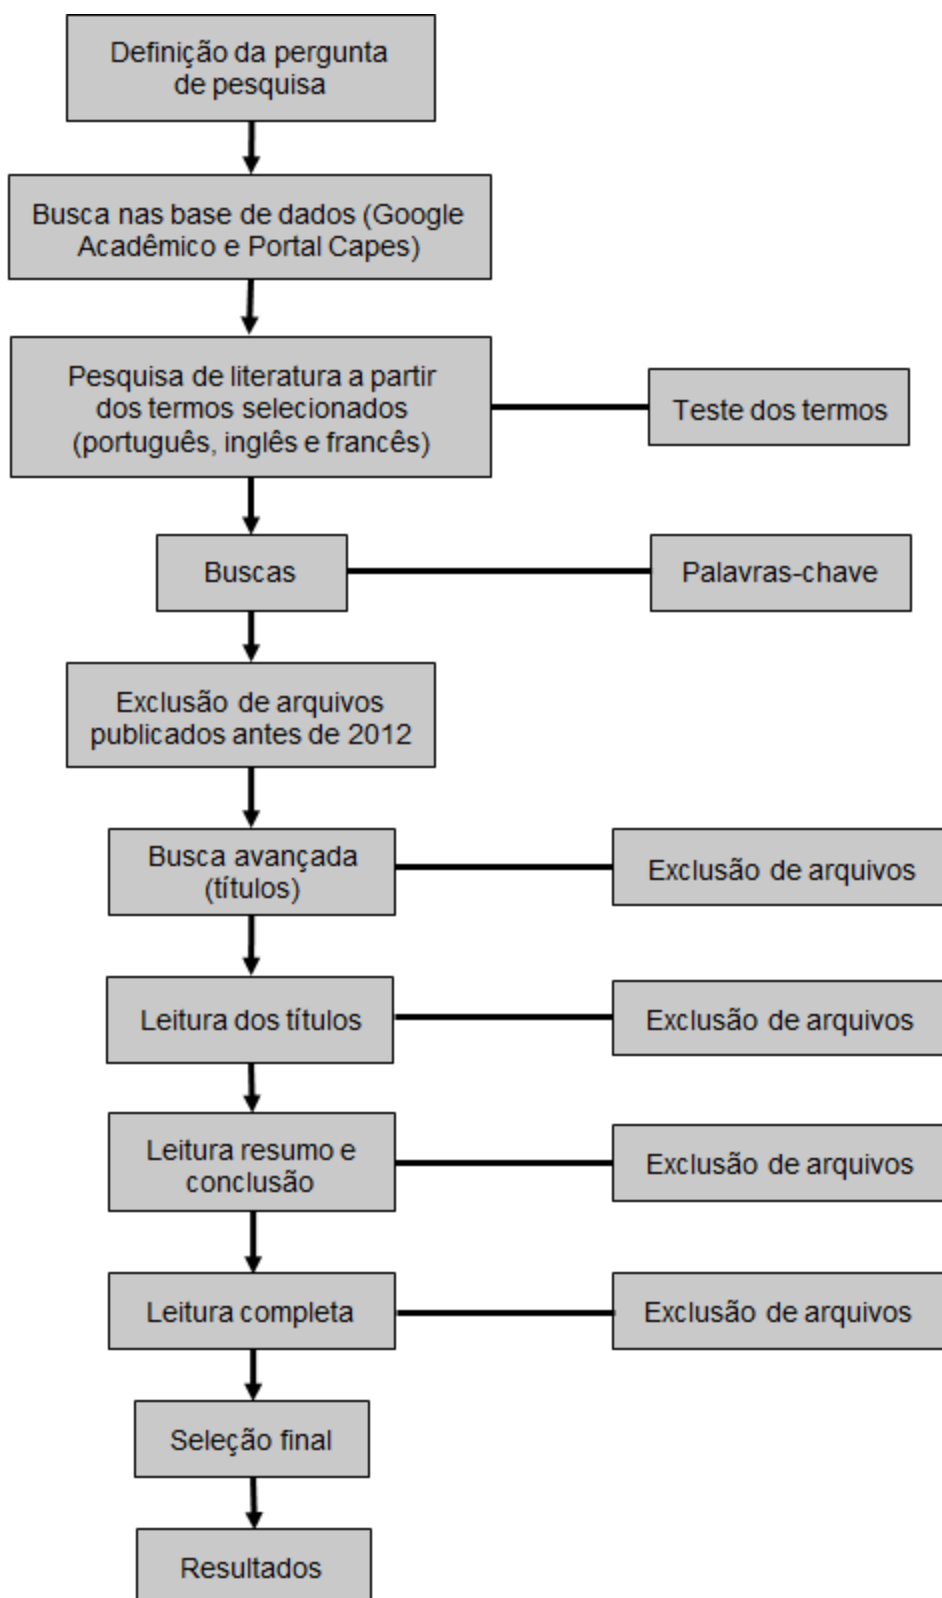 Definição da pergunta
de pesquisa
Busca nas base de dados (Google
Acadêmico e Portal Capes)
Pesquisa de literatura a partir
dos termos selecionados
(português, inglês e francês)
Teste dos termos
Buscas
Palavras-chave
Exclusão de arquivos
publicados antes de 2012
Busca avançada
(títulos)
Exclusão de arquivos
Leitura dos títulos
Exclusão de arquivos
Leitura resumo e
conclusão
Exclusão de arquivos
Leitura completa
Exclusão de arquivos
Seleção final
Resultados